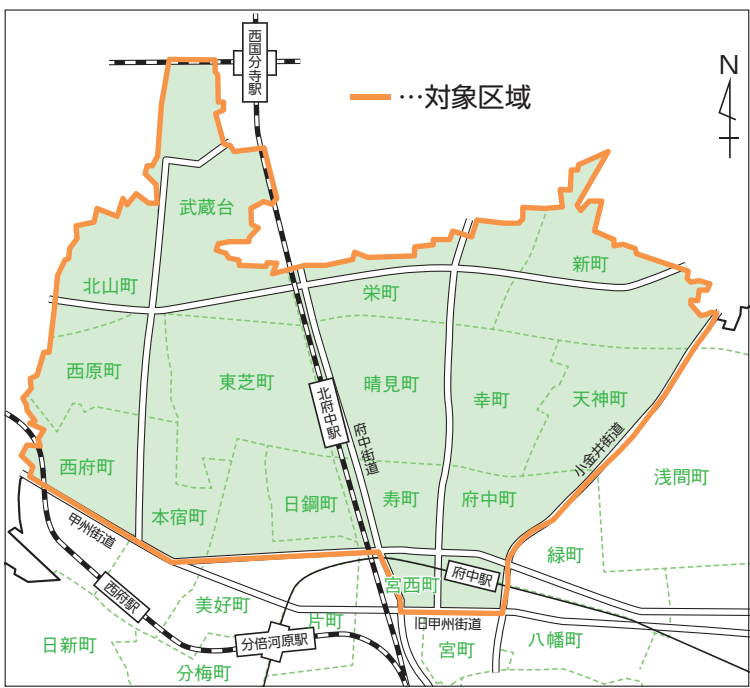 西国分寺駅
…対象区域
N
武蔵台
北山町
栄町
新町
西原町
東芝町
晴見町
幸町
天神町
北府中駅
府中街道
小金井街道
西府町
本宿町
日鋼町
寿町
府中町
浅間町
甲州街道
緑町
西府駅
宮西町
府中駅
美好町
片町
旧甲州街道
日新町
分倍河原駅
宮町
八幡町
分梅町